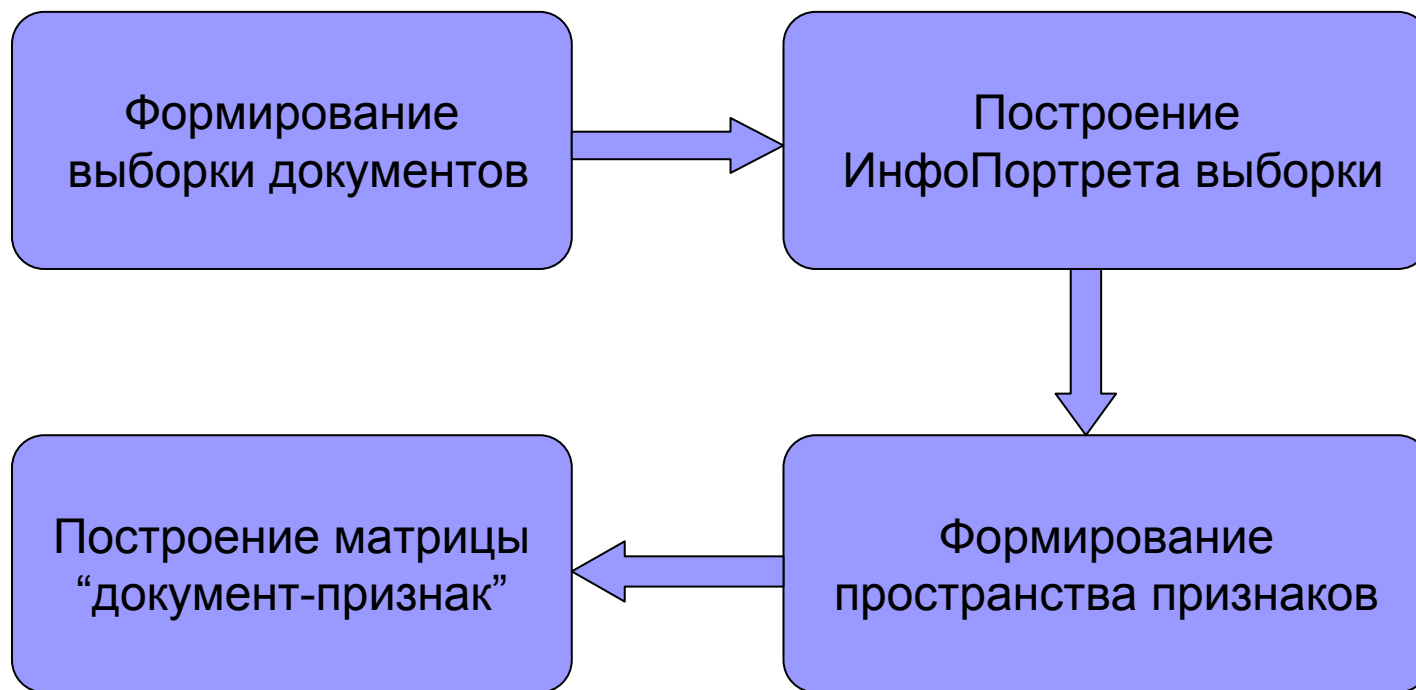 Формирование
выборки документов
Построение
ИнфоПортрета выборки
Построение матрицы
“документ-признак”
Формирование
пространства признаков